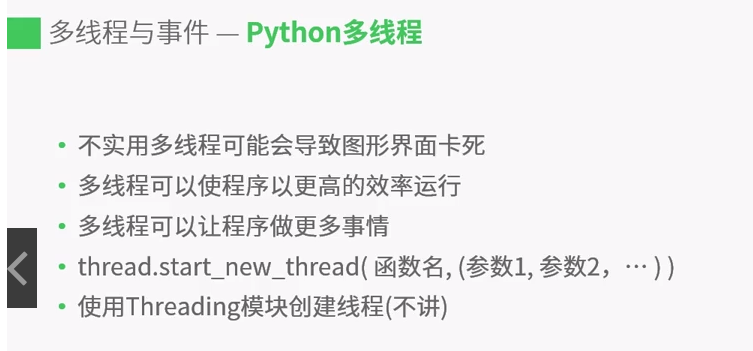 多线程与事件 — Python多线程
• 不实用多线程可能会导致图形界面卡死
• 多线程可以使程序以更高的效率运行
• 多线程可以让程序做更多事情
• thread.start_new_thread( 函数名, (参数1, 参数2，… ) )
• 使用Threading模块创建线程(不讲)